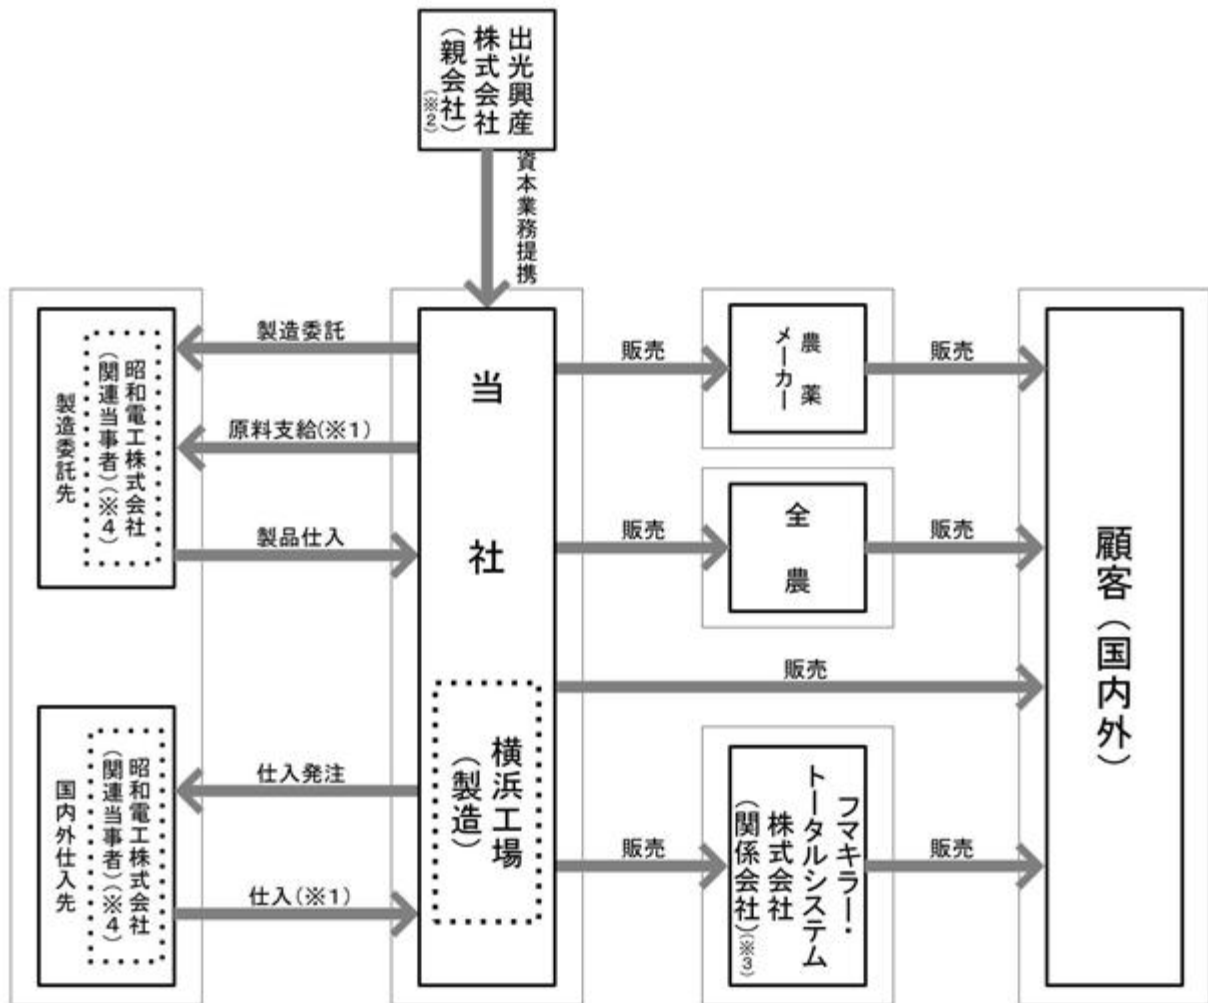 出光興産
株式会社
（親会社）
（※2）
資本業務提携
製造委託
原料支給(※1)
製品仕入
昭和電工株式会社
（関連当事者）（※4）
製造委託先
仕入発注
仕入(※1)
昭和電工株式会社
（関連当事者）（※4）
国内外仕入先
当社
横浜工場
（製造）
販売
農薬
メーカー
販売
販売
全農
販売
販売
販売
フマキラー・
トータルシステム
株式会社
（関係会社）（※3）
販売
顧客（国内外）